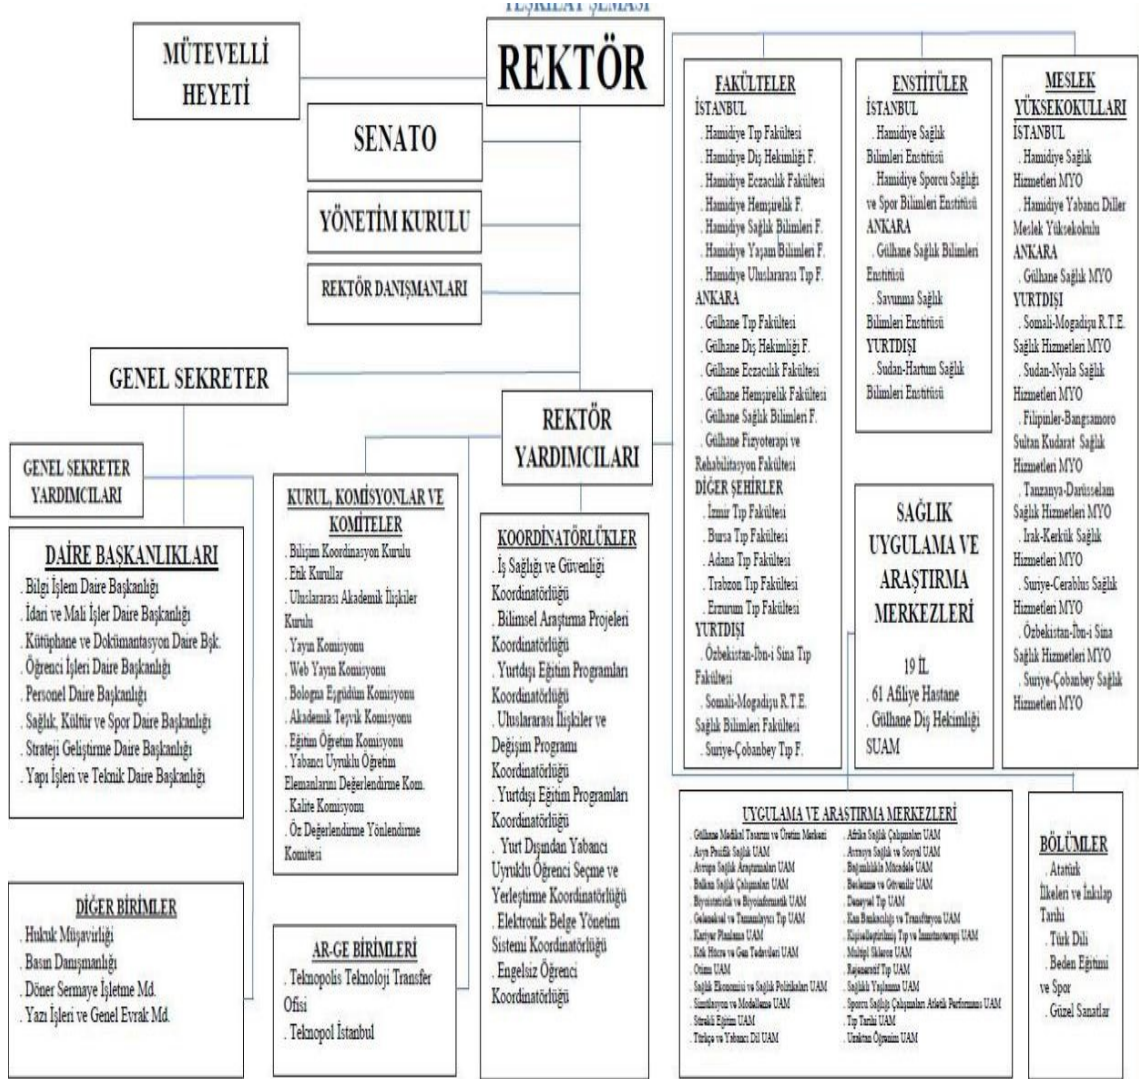 TEŞKİLAT ŞEMASI
MÜTEVELLİ
HEYETİ
REKTÖR
SENATO
YÖNETİM KURULU
REKTÖR DANIŞMANLARI
GENEL SEKRETER
REKTÖR
YARDIMCILARI
GENEL SEKRETER
YARDIMCILARI
DAİRE BAŞKANLIKLARI
. Bilgi İşlem Daire Başkanlığı
. İdari ve Mali İşler Daire Başkanlığı
. Kütüphane ve Dokümantasyon Daire Bşk.
. Öğrenci İşleri Daire Başkanlığı
. Personel Daire Başkanlığı
. Sağlık, Kültür ve Spor Daire Başkanlığı
. Strateji Geliştirme Daire Başkanlığı
. Yapı İşleri ve Teknik Daire Başkanlığı
DİĞER BİRİMLER
. Hukuk Müşavirliği
. Basın Danışmanlığı
. Döner Sermaye İşletme Md.
. Yazı İşleri ve Genel Evrak Md.
KURUL, KOMİSYONLAR VE
KOMİTELER
. Bilişim Koordinasyon Kurulu
. Etik Kurullar
. Uluslararası Akademik İlişkiler
Kurulu
. Yayın Komisyonu
. Web Yayın Komisyonu
. Bologna Eşgüdüm Komisyonu
. Akademik Teşvik Komisyonu
. Eğitim Öğretim Komisyonu
. Yabancı Uyruklu Öğretim
Elemanlarını Değerlendirme Kom.
. Kalite Komisyonu
. Öz Değerlendirme Yönlendirme
Komitesi
AR-GE BİRİMLERİ
. Teknopolis Teknoloji Transfer
Ofisi
. Teknopol İstanbul
KOORDİNATÖRLÜKLER
. İş Sağlığı ve Güvenliği
Koordinatörlüğü
. Bilimsel Araştırma Projeleri
Koordinatörlüğü
. Yurtdışı Eğitim Programları
Koordinatörlüğü
. Uluslararası İlişkiler ve
Değişim Programı
Koordinatörlüğü
. Yurtdışı Eğitim Programları
Koordinatörlüğü
. Yurt Dışından Yabancı
Uyruklu Öğrenci Seçme ve
Yerleştirme Koordinatörlüğü
. Elektronik Belge Yönetim
Sistemi Koordinatörlüğü
. Engelsiz Öğrenci
Koordinatörlüğü
FAKÜLTELER
İSTANBUL
. Hamidiye Tıp Fakültesi
. Hamidiye Diş Hekimliği F.
. Hamidiye Eczacılık Fakültesi
. Hamidiye Hemşirelik F.
. Hamidiye Sağlık Bilimleri F.
. Hamidiye Yaşam Bilimleri F.
. Hamidiye Uluslararası Tıp F.
ANKARA
. Gülhane Tıp Fakültesi
. Gülhane Diş Hekimliği F.
. Gülhane Eczacılık Fakültesi
. Gülhane Hemşirelik Fakültesi
. Gülhane Sağlık Bilimleri F.
. Gülhane Fizyoterapi ve
Rehabilitasyon Fakültesi
DİĞER ŞEHİRLER
. İzmir Tıp Fakültesi
. Bursa Tıp Fakültesi
. Adana Tıp Fakültesi
. Trabzon Tıp Fakültesi
. Erzurum Tıp Fakültesi
YURTDIŞI
. Özbekistan-İbn-i Sina Tıp
Fakültesi
. Somali-Mogadişu R.T.E.
Sağlık Bilimleri Fakültesi
. Suriye-Çobanbey Tıp F.
ENSTİTÜLER
İSTANBUL
. Hamidiye Sağlık
Bilimleri Enstitüsü
. Hamidiye Sporcu Sağlığı
ve Spor Bilimleri Enstitüsü
ANKARA
. Gülhane Sağlık Bilimleri
Enstitüsü
. Savunma Sağlık
Bilimleri Enstitüsü
YURTDIŞI
. Sudan-Hartum Sağlık
Bilimleri Enstitüsü
SAĞLIK
UYGULAMA VE
ARAŞTIRMA
MERKEZLERİ
19 İL
. 61 Afiliye Hastane
. Gülhane Diş Hekimliği
SUAM
MESLEK
YÜKSEKOKULLARI
İSTANBUL
. Hamidiye Sağlık
Hizmetleri MYO
. Hamidiye Yabancı Diller
Meslek Yüksekokulu
ANKARA
. Gülhane Sağlık MYO
YURTDIŞI
. Somali-Mogadişu R.T.E.
Sağlık Hizmetleri MYO
. Sudan-Nyala Sağlık
Hizmetleri MYO
. Filipinler-Bangsamoro
Sultan Kudarat Sağlık
Hizmetleri MYO
. Tanzanya-Darüsselam
Sağlık Hizmetleri MYO
. Irak-Kerkük Sağlık
Hizmetleri MYO
. Suriye-Cerablus Sağlık
Hizmetleri MYO
. Özbekistan-İbn-i Sina
Sağlık Hizmetleri MYO
. Suriye-Çobanbey Sağlık
Hizmetleri MYO
UYGULAMA VE ARAŞTIRMA MERKEZLERİ
. Gülhane Medikal Tasarım ve Üretim Merkezi
. Asya Pasifik Sağlık UAM
. Avrupa Sağlık Araştırmaları UAM
. Balkan Sağlık Çalışmaları UAM
. Biyoistatistik ve Biyoinformatik UAM
. Geleneksel ve Tamamlayıcı Tıp UAM
. Kariyer Planlama UAM
. Kök Hücre ve Gen Tedavileri UAM
. Otizm UAM
. Sağlık Ekonomisi ve Sağlık Politikaları UAM
. Simülasyon ve Modelleme UAM
. Sürekli Eğitim UAM
. Türkçe ve Yabancı Dil UAM
. Afrika Sağlık Çalışmaları UAM
. Avrasya Sağlık ve Sosyal UAM
. Bağımlılıkla Mücadele UAM
. Beslenme ve Güvenilir UAM
. Deneysel Tıp UAM
. Kan Bankacılığı ve Transfüzyon UAM
. Kişiselleştirilmiş Tıp ve İmmünoterapi UAM
. Multipl Skleroz UAM
. Rejeneratif Tıp UAM
. Sağlıklı Yaşlanma UAM
. Sporcu Sağlığı Çalışmaları Atletik Performans UAM
. Tıp Tarihi UAM
. Uzaktan Öğrenim UAM
BÖLÜMLER
. Atatürk
İlkeleri ve İnkılap
Tarihi
. Türk Dili
. Beden Eğitimi
ve Spor
. Güzel Sanatlar